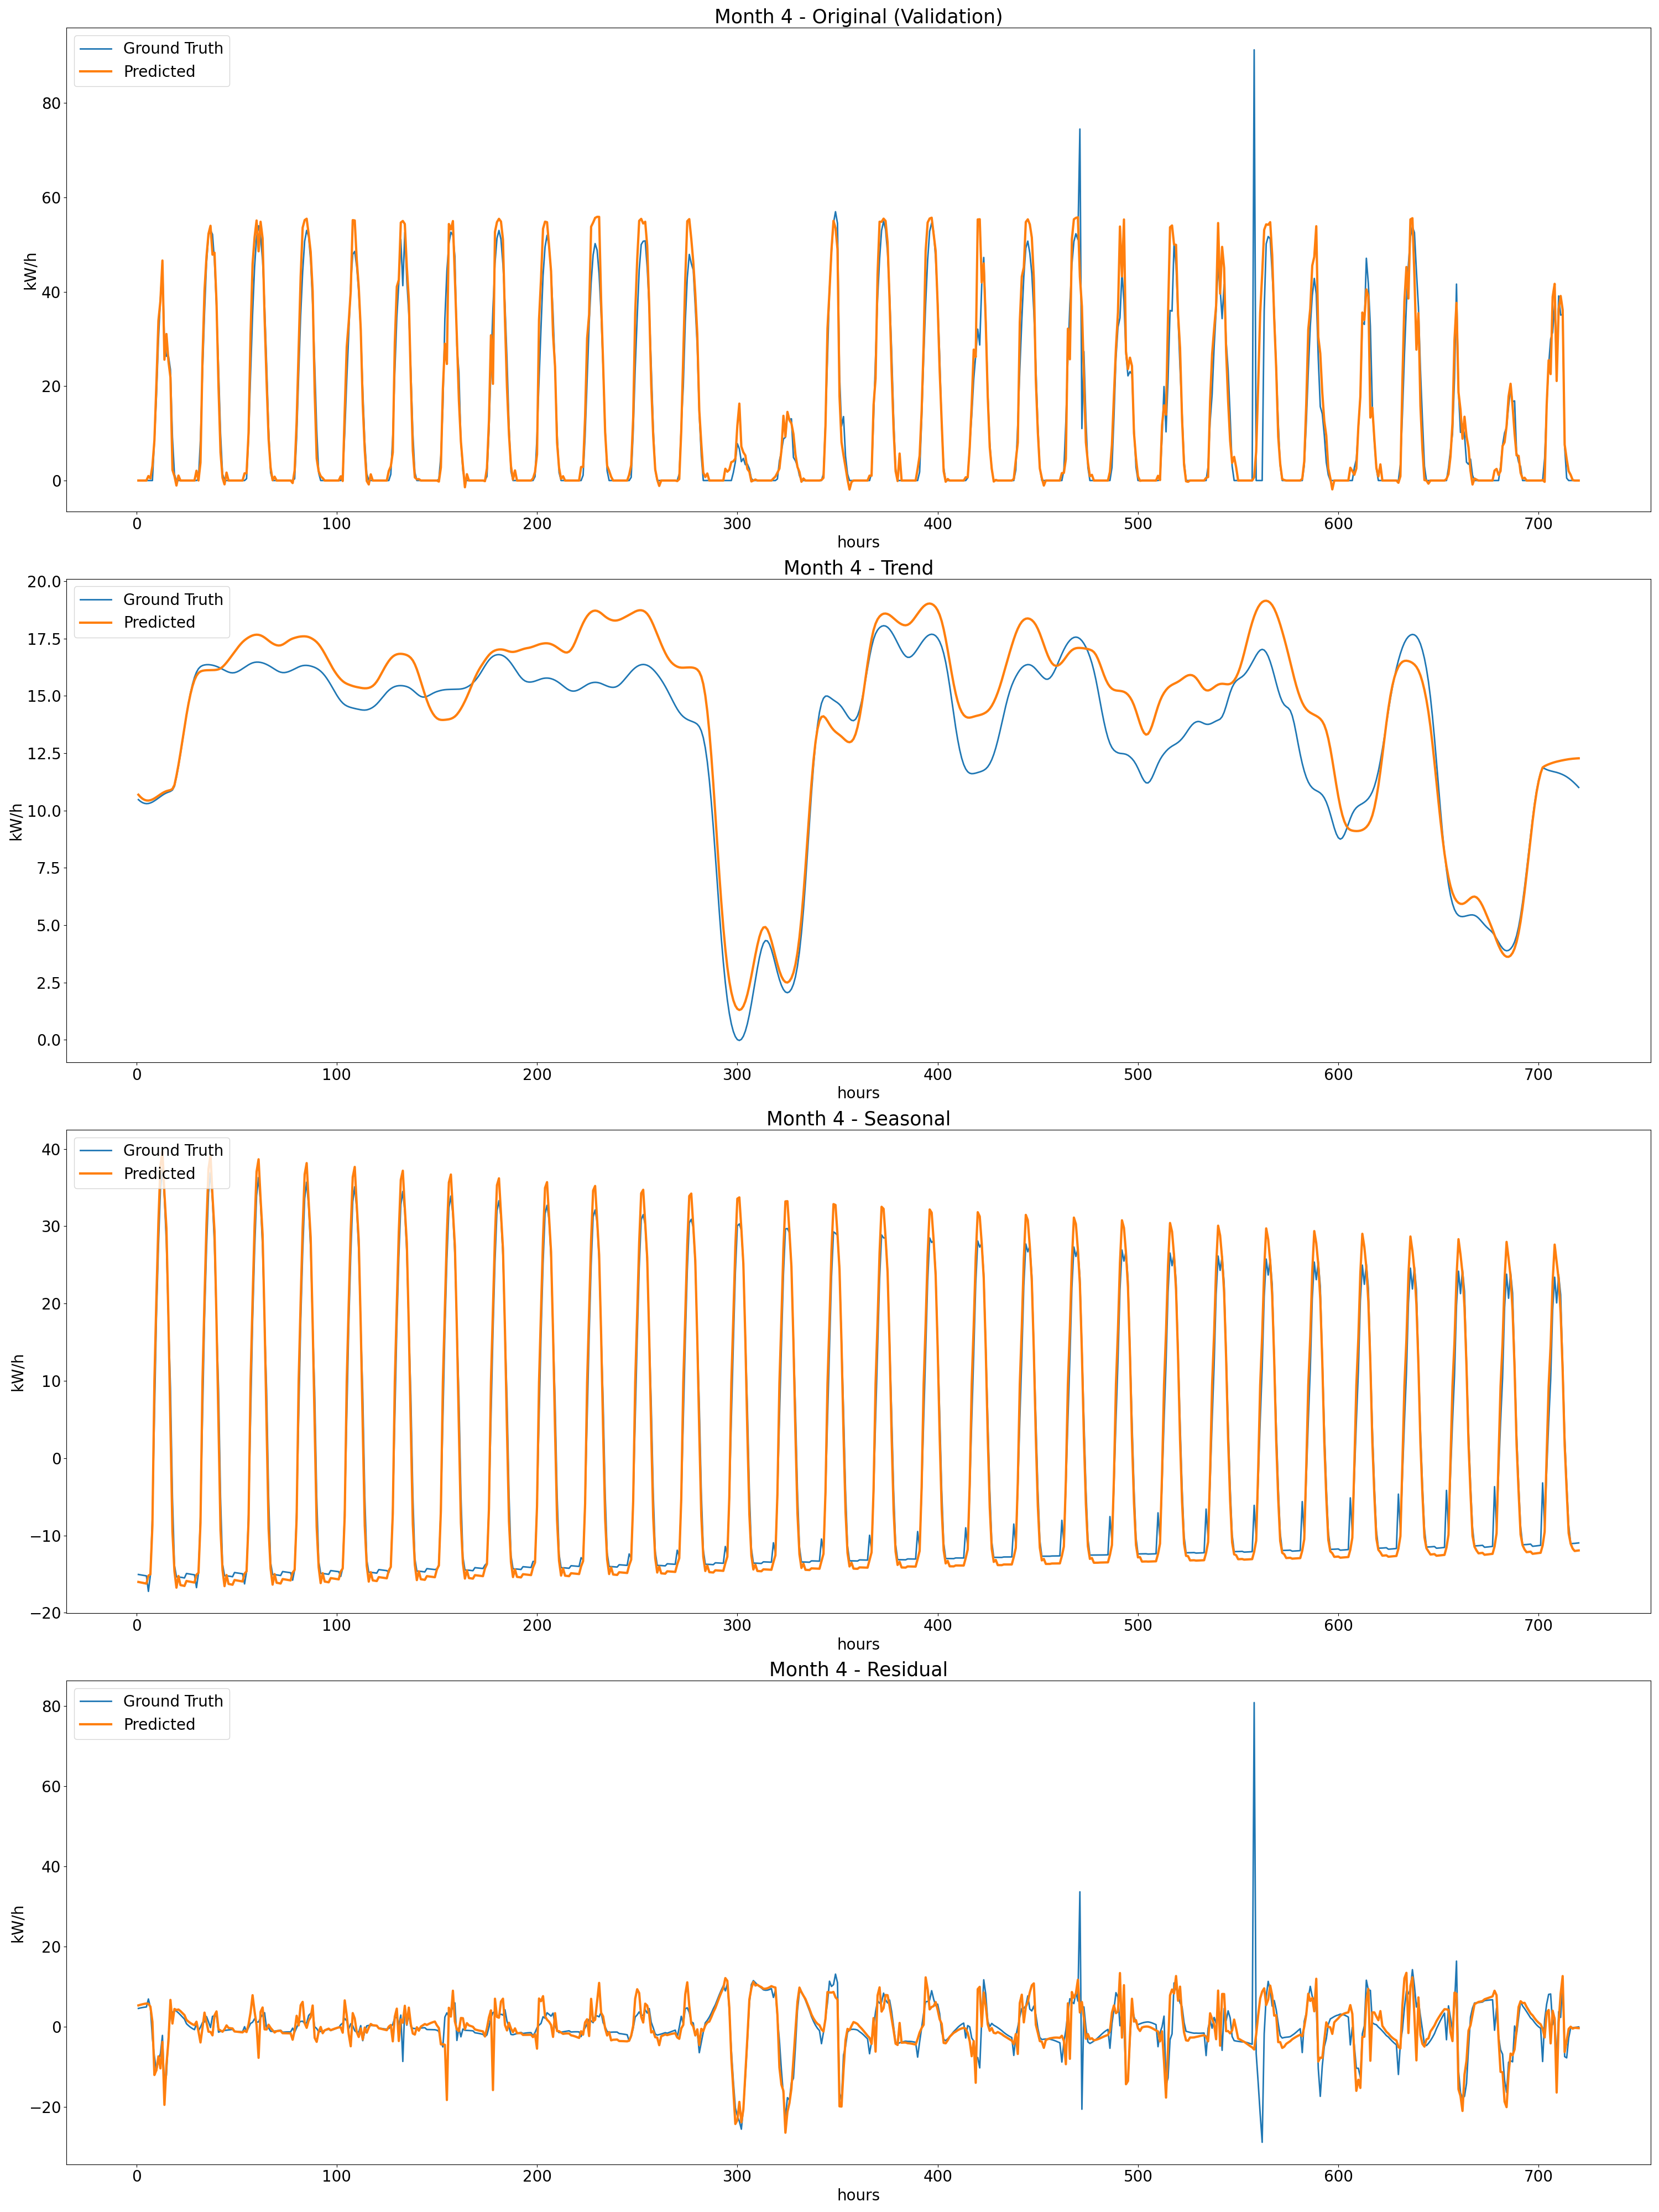 Month 4 - Original (Validation)
Ground Truth
Predicted
kW/h
80
60
40
20
0
0 100 200 300 400 500 600 700
hours
Month 4 - Trend
Ground Truth
Predicted
kW/h
20.0
17.5
15.0
12.5
10.0
7.5
5.0
2.5
0.0
0 100 200 300 400 500 600 700
hours
Month 4 - Seasonal
Ground Truth
Predicted
kW/h
40
30
20
10
0
−10
−20
0 100 200 300 400 500 600 700
hours
Month 4 - Residual
Ground Truth
Predicted
kW/h
80
60
40
20
0
−20
0 100 200 300 400 500 600 700
hours